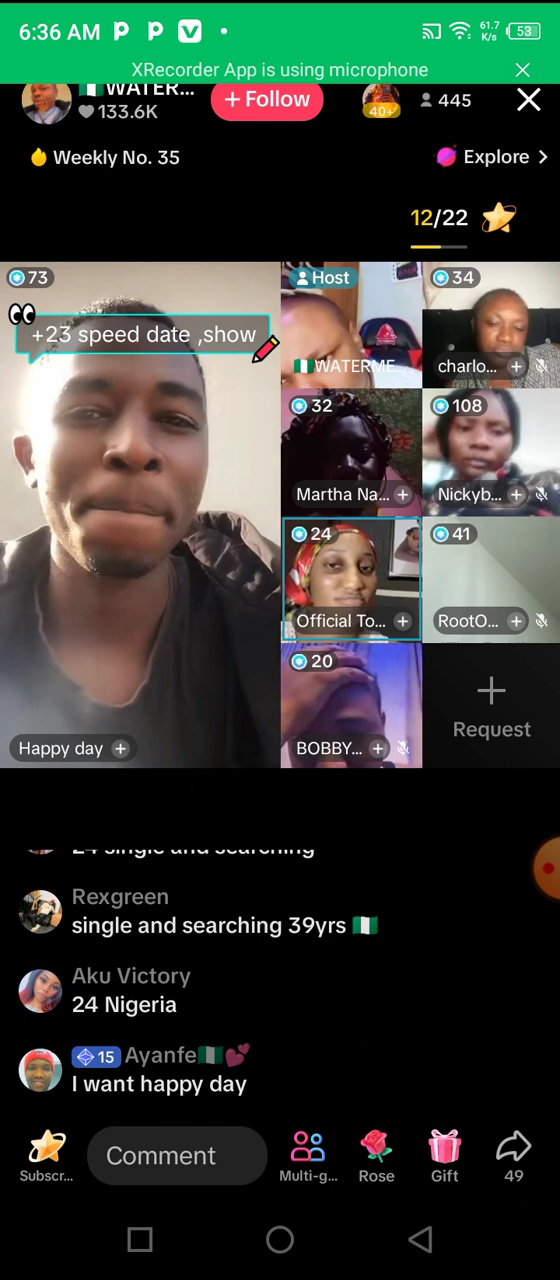 6:36 AM
61.7
K/s
53
XRecorder App is using microphone
WATER...
133.6K
+ Follow
40+
445
Weekly No. 35
Explore >
12/22
73
+23 speed date ,show
Happy day +
Host
WATERME...
34
charlo... +
32
Martha Na... +
108
Nickyb... +
24
Official To... +
41
RootO... +
20
BOBBY... +
Request
24 single and searching
Rexgreen
single and searching 39yrs 🇳🇬
Aku Victory
24 Nigeria
15 Ayanfe🇳🇬💕
I want happy day
Subscr...
Comment
Multi-g...
Rose
Gift
49